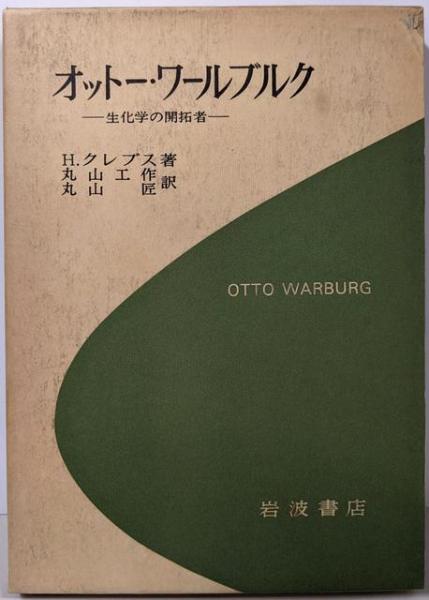 オットー・ワールブルク
―生化学の開拓者―
H.クレブス著
丸山工作
丸山 匠 訳
OTTO WARBURG
岩波書店